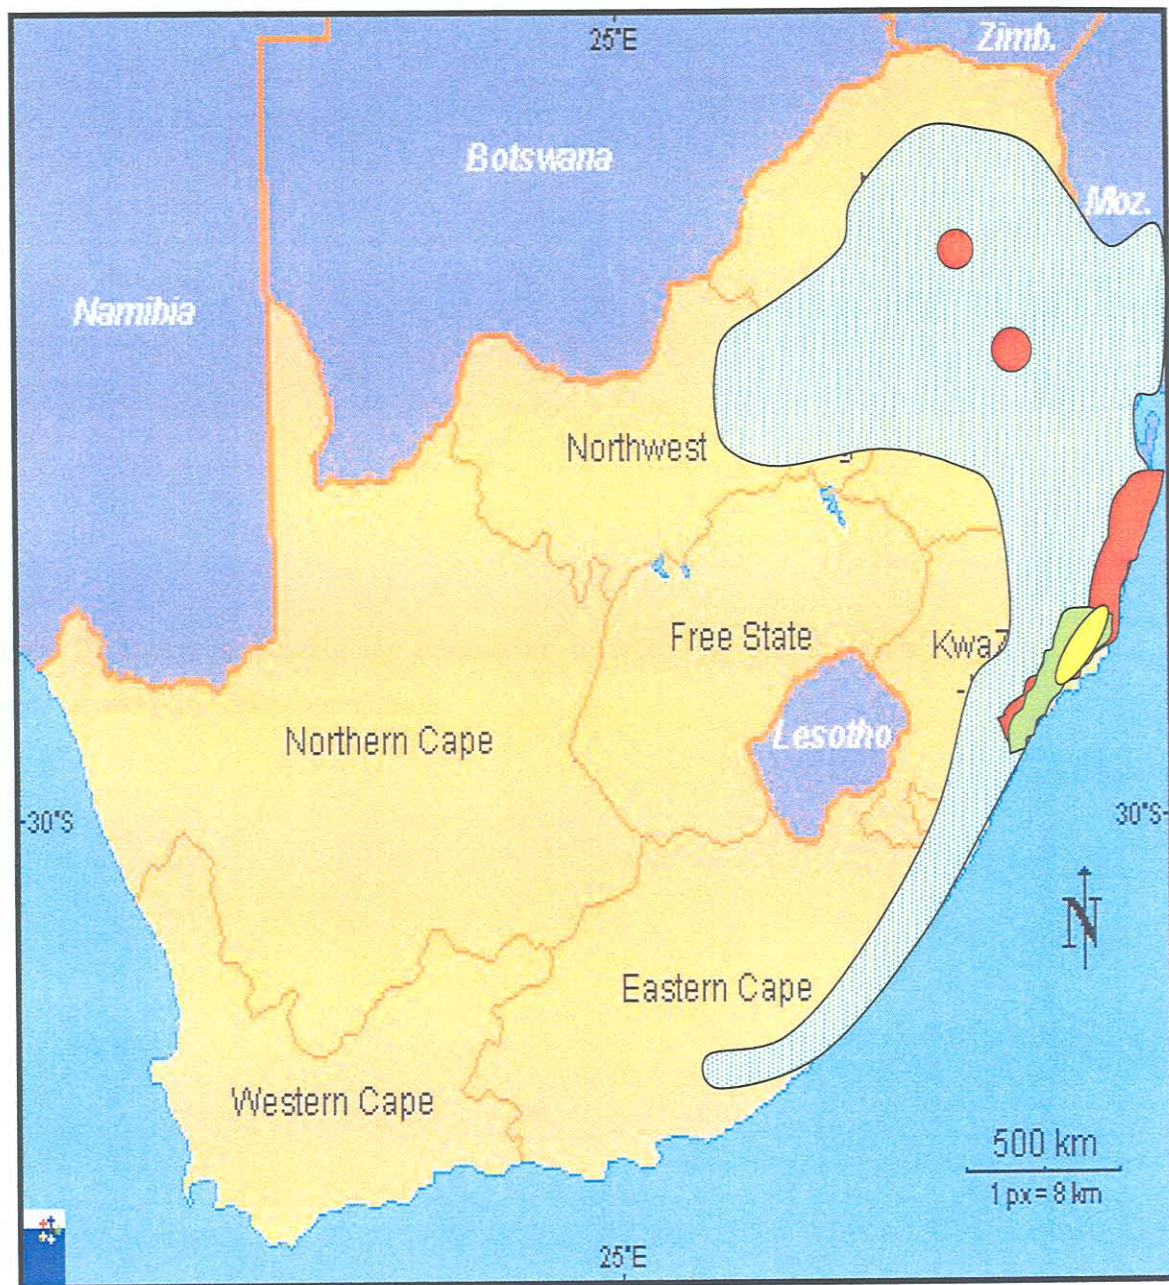 25°E
Zimb.
Botswana
Moz.
Namibia
Northwest
Free State
KwaZ
Northern Cape
Lesotho
30°S
30°S
N
Eastern Cape
Western Cape
500 km
1 px = 8 km
25°E